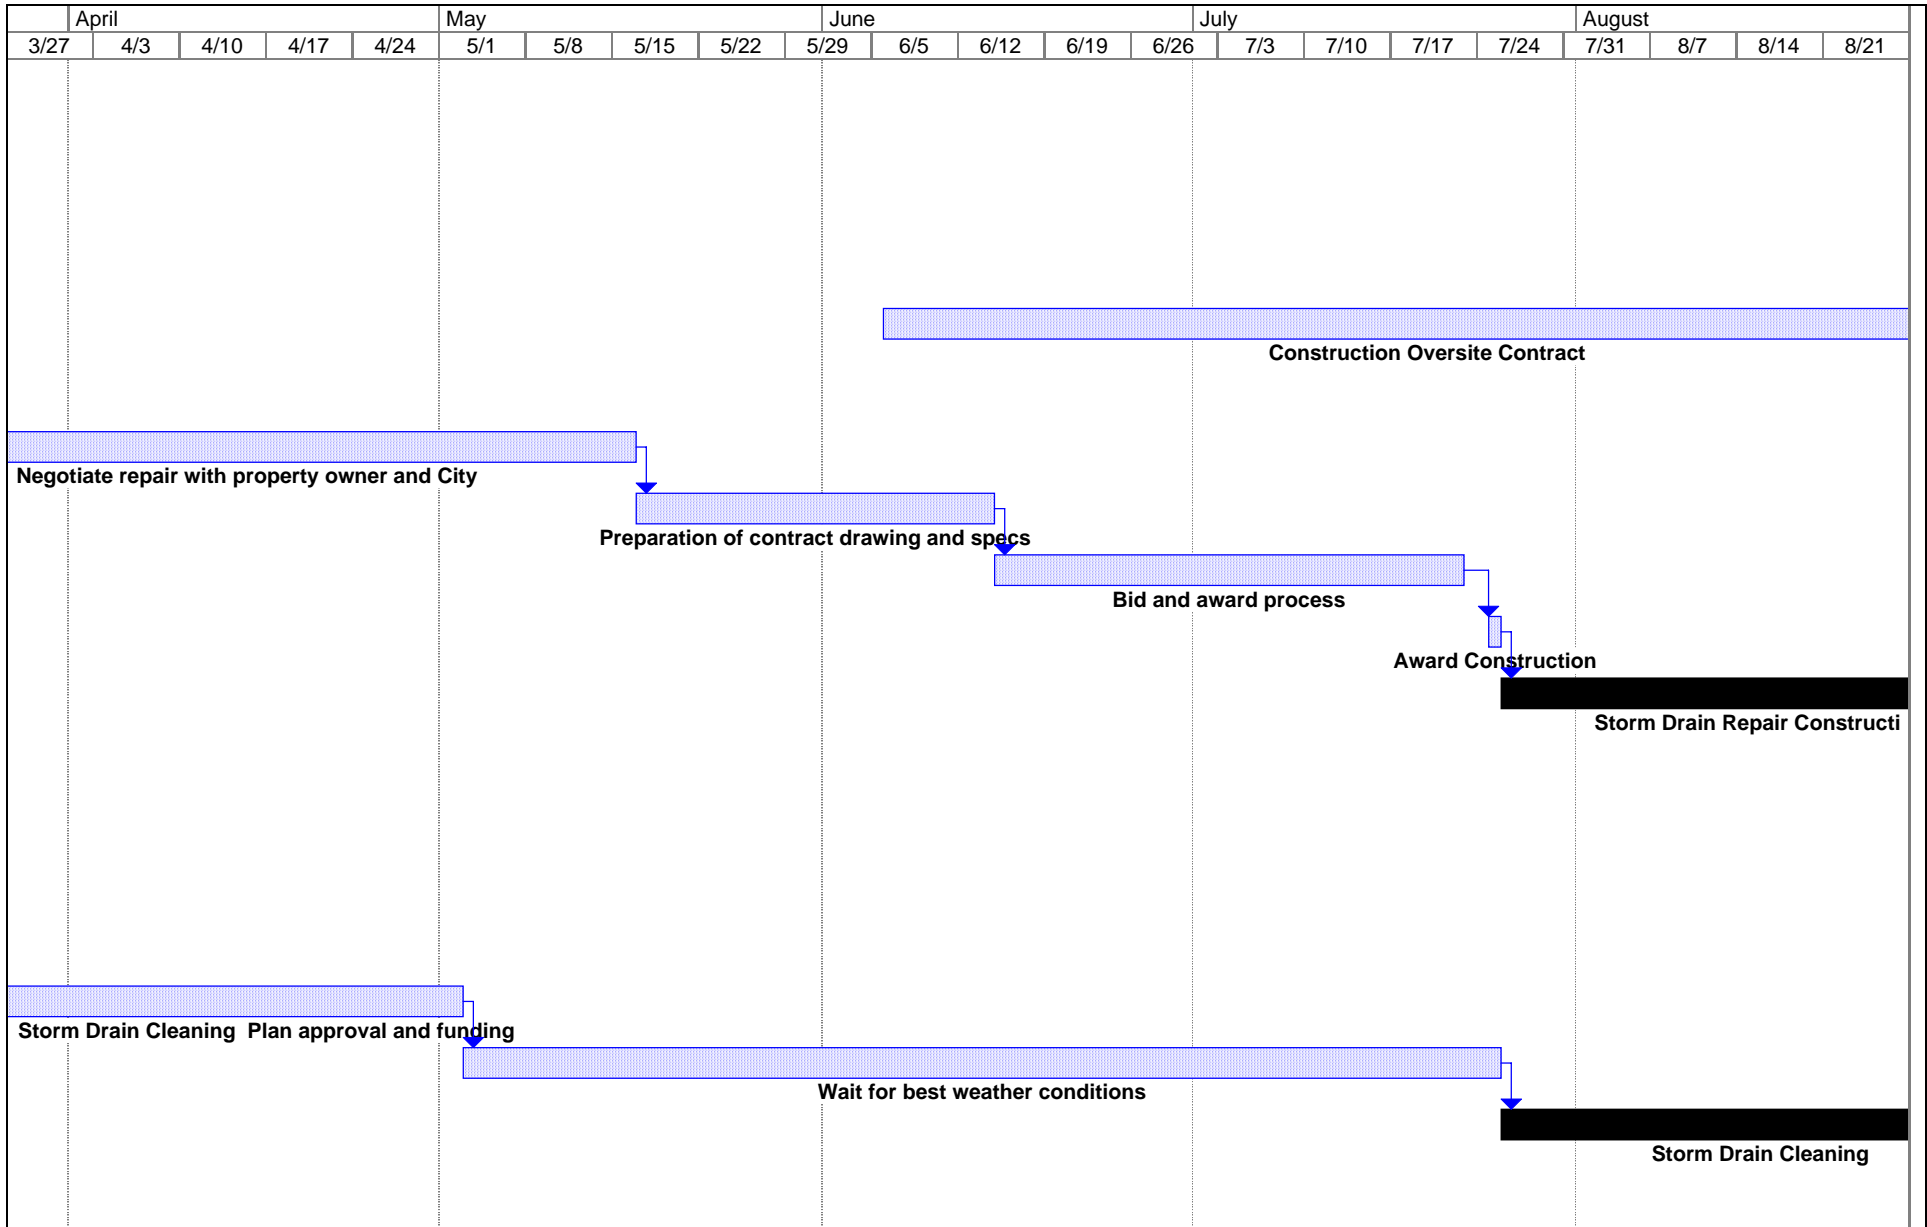 April May June July August
3/27 4/3 4/10 4/17 4/24 5/1 5/8 5/15 5/22 5/29 6/5 6/12 6/19 6/26 7/3 7/10 7/17 7/24 7/31 8/7 8/14 8/21
Construction Oversite Contract
Negotiate repair with property owner and City
Preparation of contract drawing and specs
Bid and award process
Award Construction
Storm Drain Repair Constructi
Storm Drain Cleaning  Plan approval and funding
Wait for best weather conditions
Storm Drain Cleaning